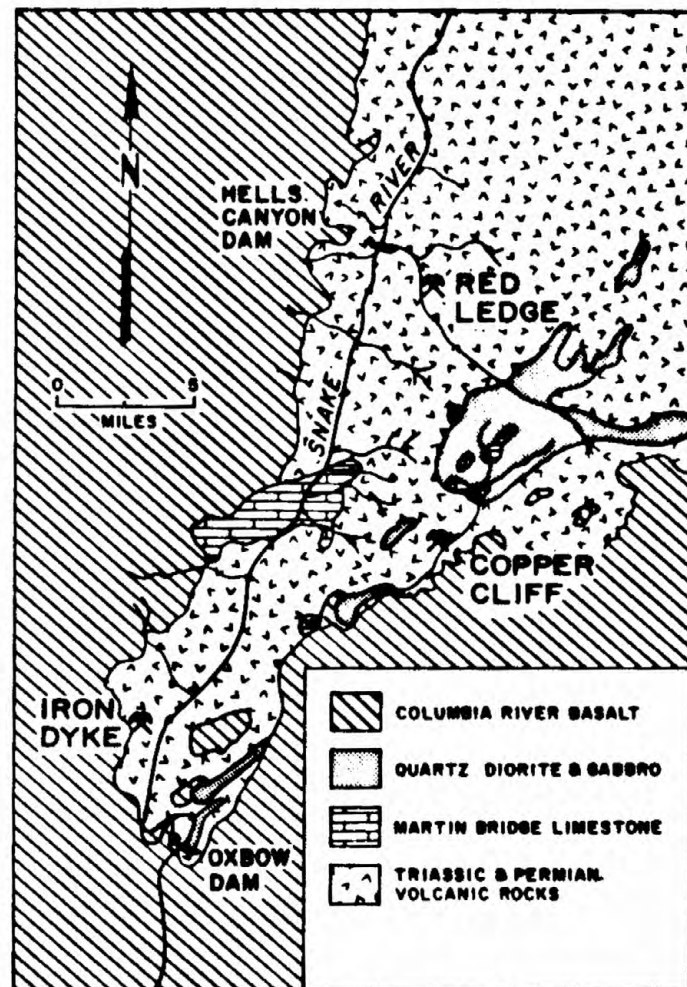 N
HELLS
CANYON
DAM
RIVER
RED
LEDGE
0 5
MILES
SNAKE
COPPER
CLIFF
IRON
DYKE
OXBOW
DAM
COLUMBIA RIVER BASALT
QUARTZ DIORITE & GABBRO
MARTIN BRIDGE LIMESTONE
TRIASSIC & PERMIAN
VOLCANIC ROCKS